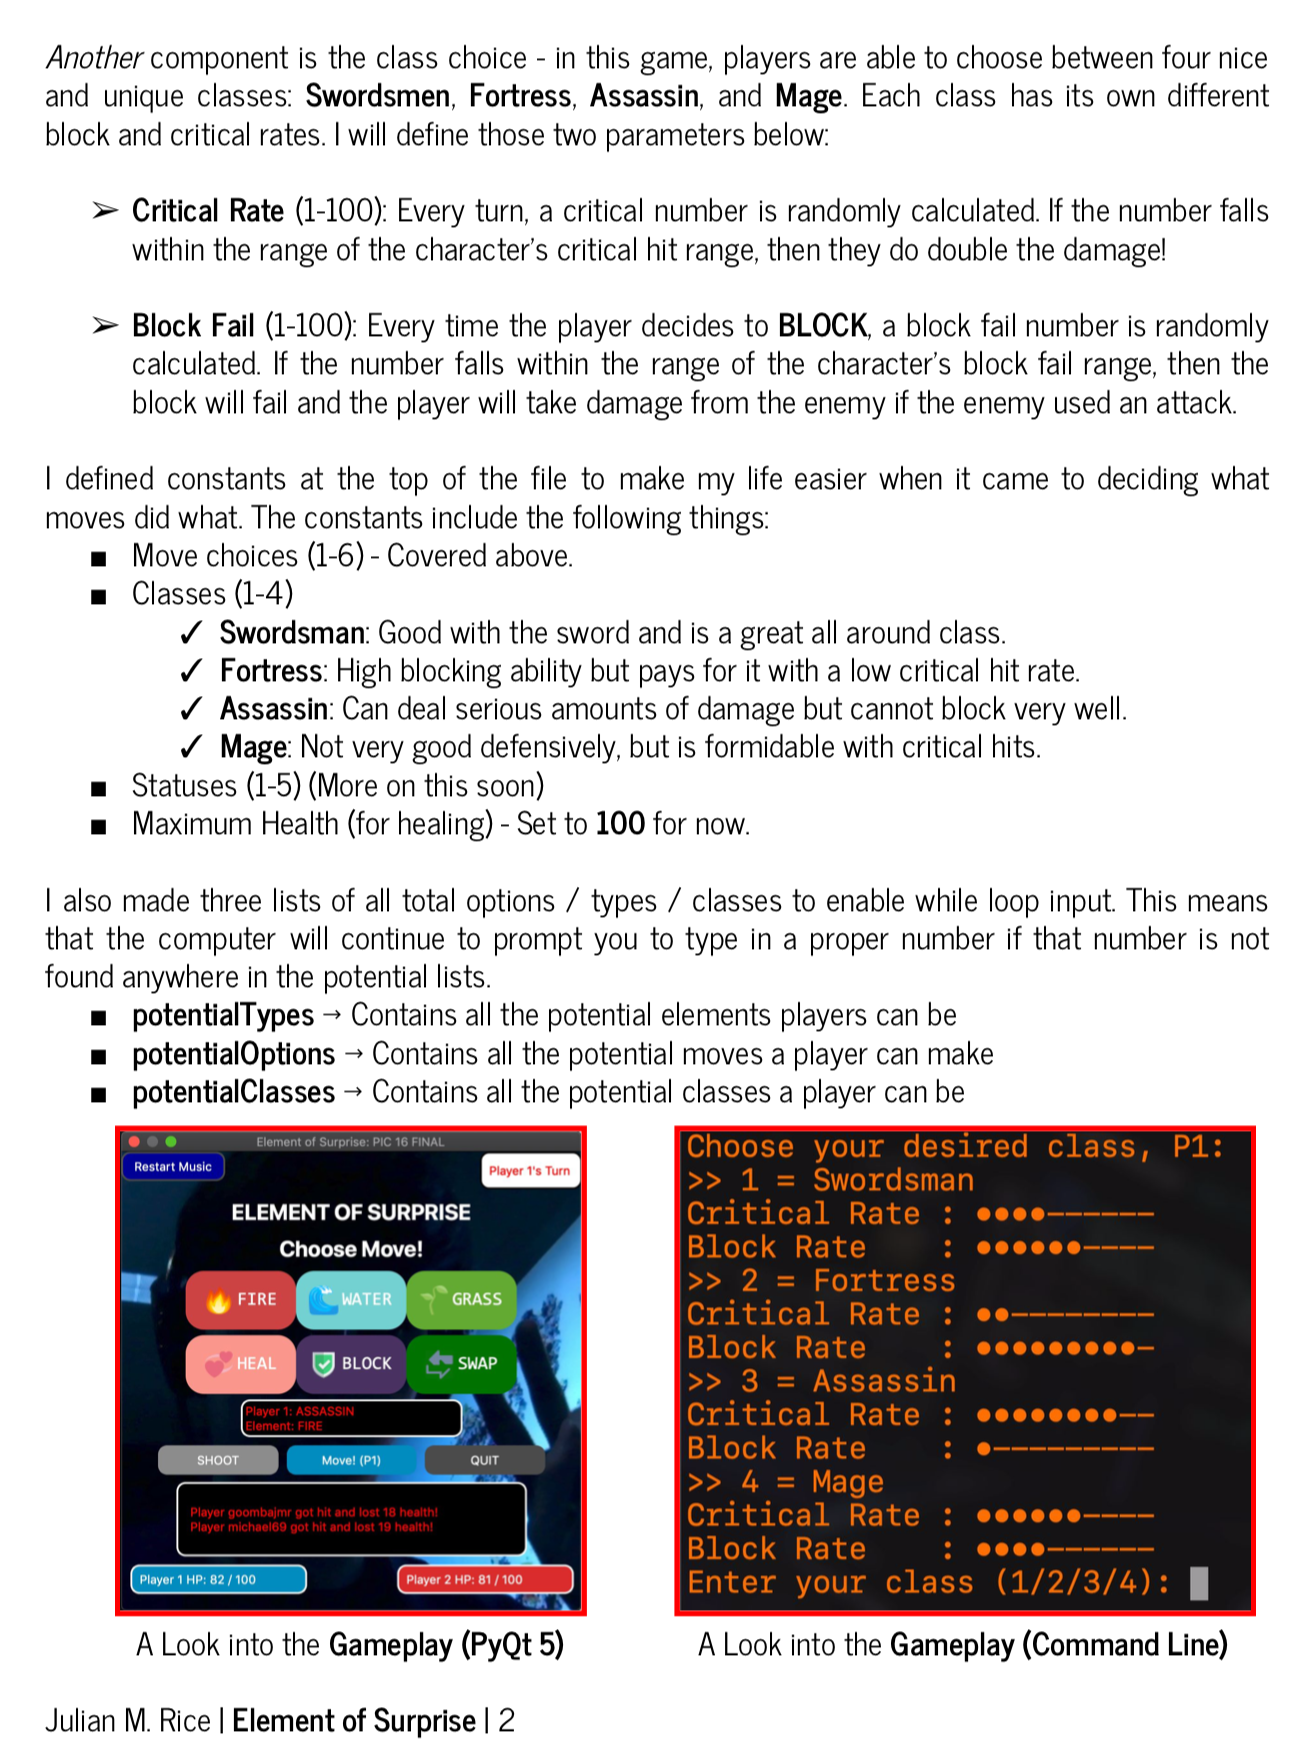 Another component is the class choice - in this game, players are able to choose between four nice
and unique classes: Swordsmen, Fortress, Assassin, and Mage. Each class has its own different
block and critical rates. I will define those two parameters below:
➢ Critical Rate (1-100): Every turn, a critical number is randomly calculated. If the number falls
within the range of the character's critical hit range, then they do double the damage!
➢ Block Fail (1-100): Every time the player decides to BLOCK, a block fail number is randomly
calculated. If the number falls within the range of the character's block fail range, then the
block will fail and the player will take damage from the enemy if the enemy used an attack.
I defined constants at the top of the file to make my life easier when it came to deciding what
moves did what. The constants include the following things:
■ Move choices (1-6) - Covered above.
■ Classes (1-4)
✓ Swordsman: Good with the sword and is a great all around class.
✓ Fortress: High blocking ability but pays for it with a low critical hit rate.
✓ Assassin: Can deal serious amounts of damage but cannot block very well.
✓ Mage: Not very good defensively, but is formidable with critical hits.
■ Statuses (1-5) (More on this soon)
■ Maximum Health (for healing) - Set to 100 for now.
I also made three lists of all total options / types / classes to enable while loop input. This means
that the computer will continue to prompt you to type in a proper number if that number is not
found anywhere in the potential lists.
■ potentialTypes → Contains all the potential elements players can be
■ potentialOptions → Contains all the potential moves a player can make
■ potentialClasses → Contains all the potential classes a player can be
Element of Surprise: PIC 16 FINAL
Restart Music
Player 1's Turn
ELEMENT OF SURPRISE
Choose Move!
FIRE WATER GRASS
HEAL BLOCK SWAP
Player 1: ASSASSIN
Element: FIRE
SHOOT Move! (P1) QUIT
Player goombajmr got hit and lost 18 health!
Player michael69 got hit and lost 19 health!
Player 1 HP: 82 / 100 Player 2 HP: 81 / 100
Choose your desired class, P1:
>> 1 = Swordsman
Critical Rate : ●●●●------
Block Rate : ●●●●●●----
>> 2 = Fortress
Critical Rate : ●●--------
Block Rate : ●●●●●●●●●-
>> 3 = Assassin
Critical Rate : ●●●●●●●●--
Block Rate : ●---------
>> 4 = Mage
Critical Rate : ●●●●●●----
Block Rate : ●●●●------
Enter your class (1/2/3/4):
A Look into the Gameplay (PyQt 5)
A Look into the Gameplay (Command Line)
Julian M. Rice | Element of Surprise | 2